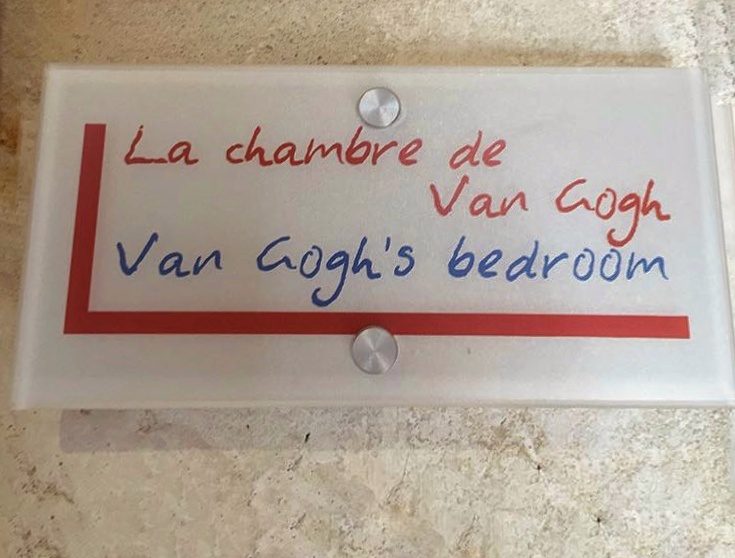 La chambre de
Van Gogh
Van Gogh's bedroom